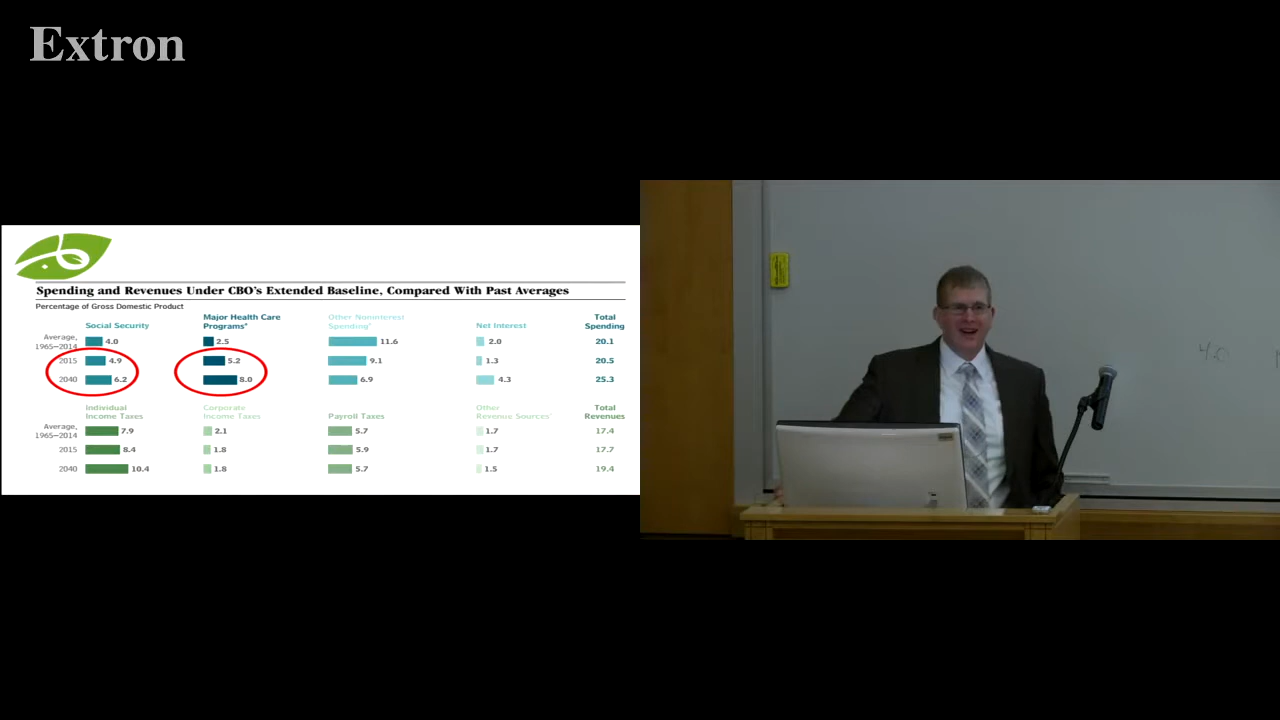 Extron
Spending and Revenues Under CBO's Extended Baseline, Compared With Past Averages
Percentage of Gross Domestic Product
Social Security
Major Health Care
Programsª
Other Noninterest
Spendingᵇ
Net Interest
Total
Spending
Average,
1965–2014 4.0 2.5 11.6 2.0 20.1
2015 4.9 5.2 9.1 1.3 20.5
2040 6.2 8.0 6.9 4.3 25.3
Individual
Income Taxes
Corporate
Income Taxes
Payroll Taxes
Other
Revenue Sources
Total
Revenues
Average,
1965–2014 7.9 2.1 5.7 1.7 17.4
2015 8.4 1.8 5.9 1.7 17.7
2040 10.4 1.8 5.7 1.5 19.4